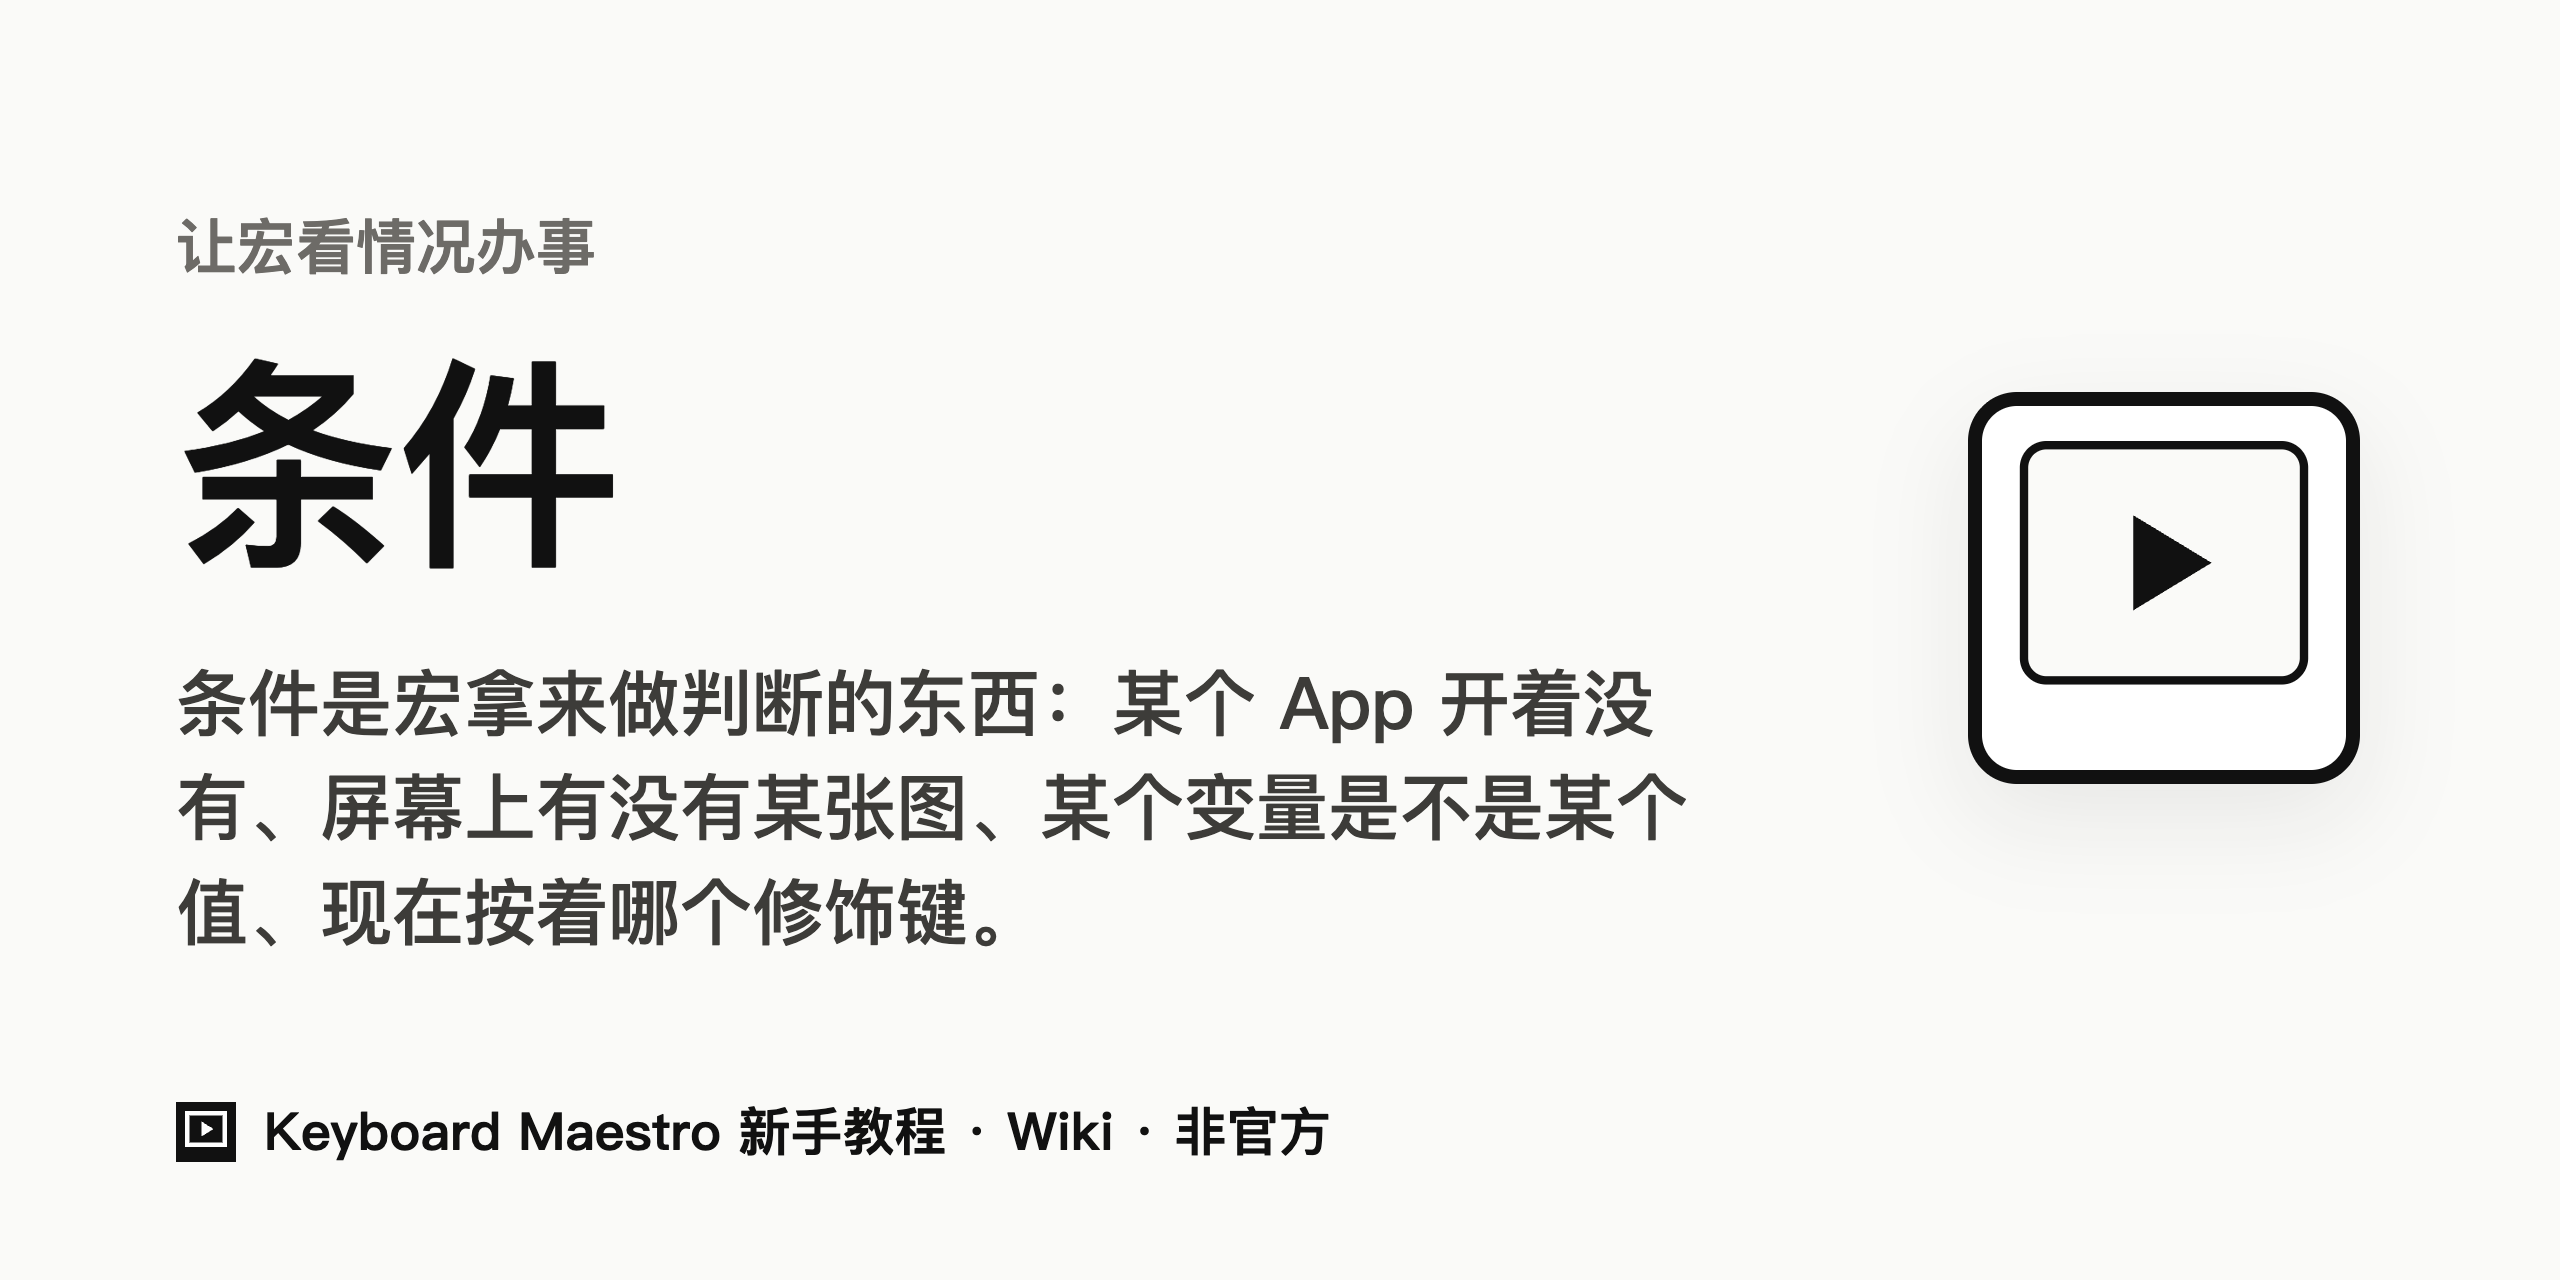 让宏看情况办事
条件
条件是宏拿来做判断的东西：某个 App 开着没
有、屏幕上有没有某张图、某个变量是不是某个
值、现在按着哪个修饰键。
Keyboard Maestro 新手教程 · Wiki · 非官方